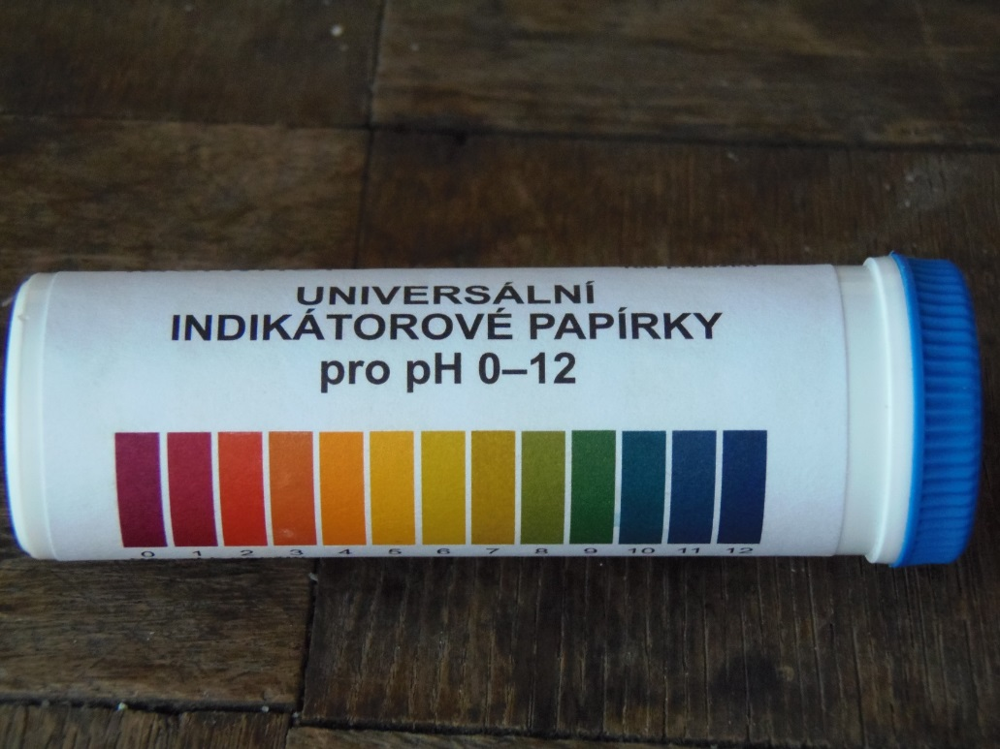 UNIVERSÁLNÍ
INDIKÁTOROVÉ PAPÍRKY
pro pH 0–12
0 1 2 3 4 5 6 7 8 9 10 11 12